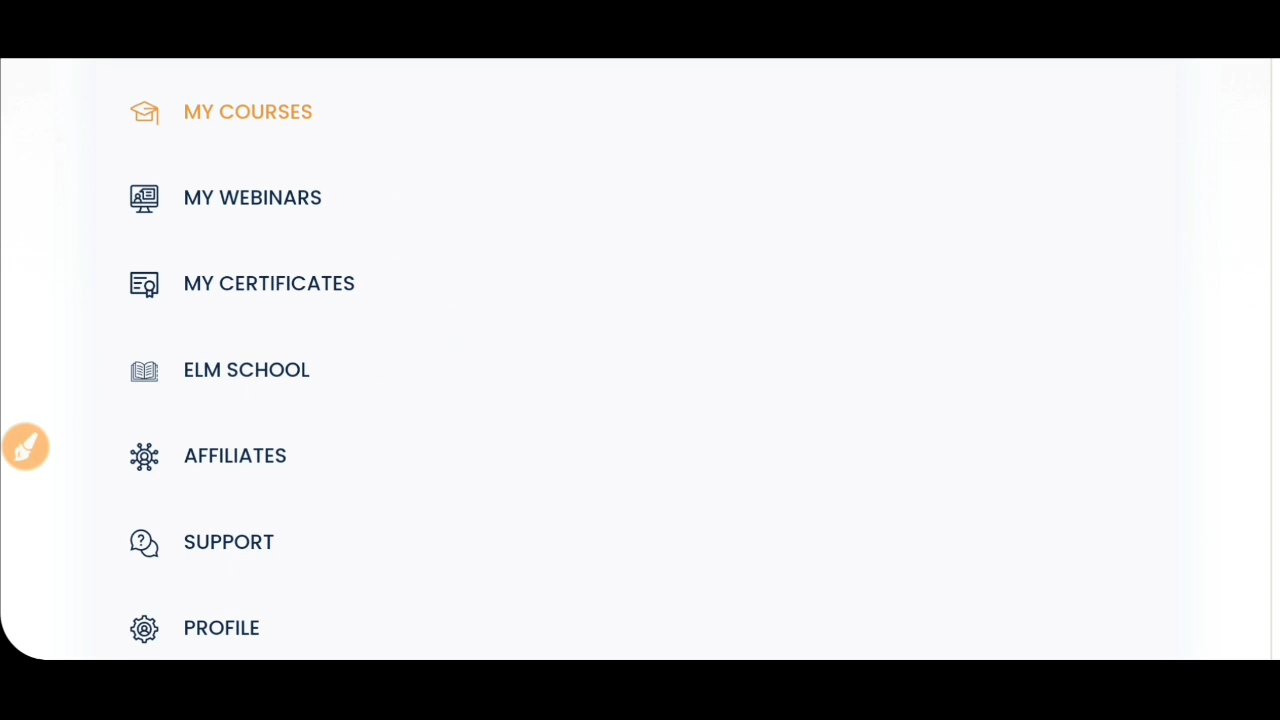 MY COURSES
MY WEBINARS
MY CERTIFICATES
ELM SCHOOL
AFFILIATES
SUPPORT
PROFILE